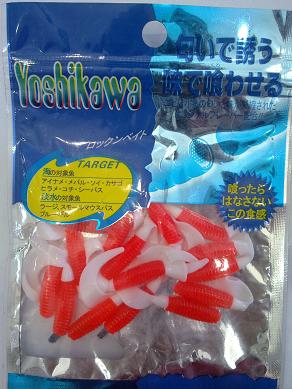 匂いで誘う
味で喰わせる
Yoshikawa
ロックンベイト
TARGET
海の対象魚
アイナメ・メバル・ソイ・カサゴ
ヒラメ・コチ・シーバス
淡水の対象魚
ラージ、スモールマウスバス
ブルーギル
喰ったら
はなさない
この食感